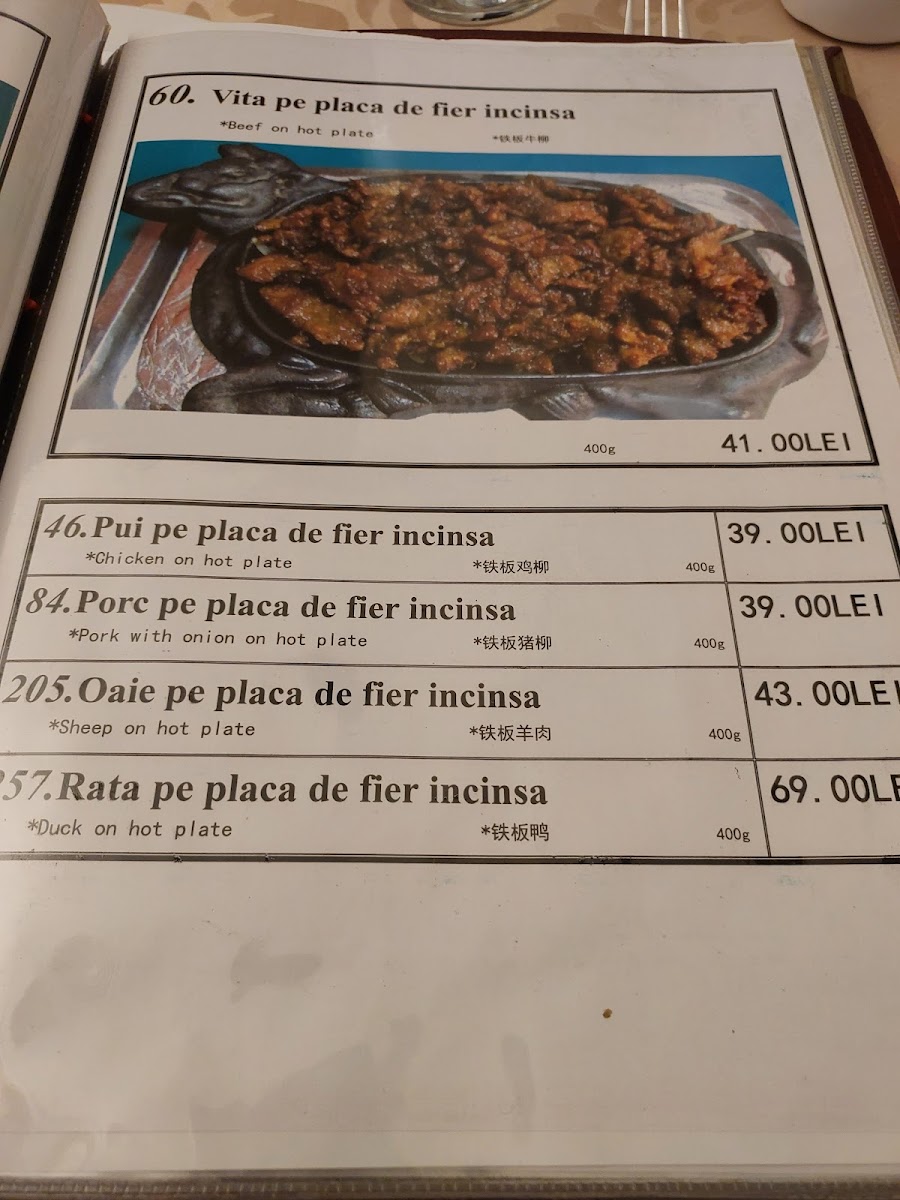 60. Vita pe placa de fier incinsa
*Beef on hot plate *铁板牛柳
400g 41.00LEI
46.Pui pe placa de fier incinsa 39.00LEI
*Chicken on hot plate *铁板鸡柳 400g
84.Porc pe placa de fier incinsa 39.00LEI
*Pork with onion on hot plate *铁板猪柳 400g
205.Oaie pe placa de fier incinsa 43.00LEI
*Sheep on hot plate *铁板羊肉 400g
57.Rata pe placa de fier incinsa 69.00LE
*Duck on hot plate *铁板鸭 400g